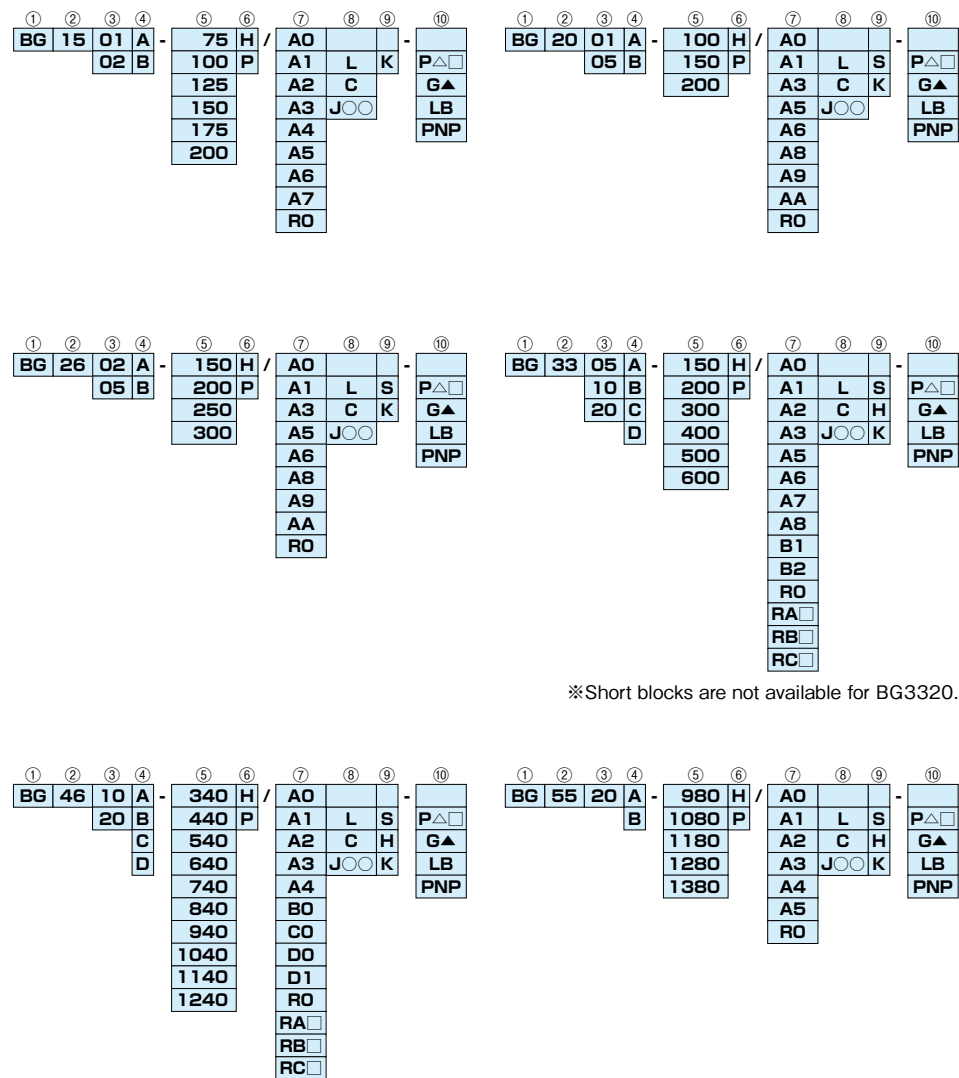 ① ② ③ ④ ⑤ ⑥ ⑦ ⑧ ⑨ ⑩
BG 15 01 A - 75 H / A0 -
02 B 100 P A1 L K P△□
125 A2 C G▲
150 A3 J○○ LB
175 A4 PNP
200 A5
A6
A7
R0
① ② ③ ④ ⑤ ⑥ ⑦ ⑧ ⑨ ⑩
BG 20 01 A - 100 H / A0 -
05 B 150 P A1 L S P△□
200 A3 C K G▲
A5 J○○ LB
A6 PNP
A8
A9
AA
R0
① ② ③ ④ ⑤ ⑥ ⑦ ⑧ ⑨ ⑩
BG 26 02 A - 150 H / A0 -
05 B 200 P A1 L S P△□
250 A3 C K G▲
300 A5 J○○ LB
A6 PNP
A8
A9
AA
R0
① ② ③ ④ ⑤ ⑥ ⑦ ⑧ ⑨ ⑩
BG 33 05 A - 150 H / A0 -
10 B 200 P A1 L S P△□
20 C 300 A2 C H G▲
D 400 A3 J○○ K LB
500 A5 PNP
600 A6
A7
A8
B1
B2
R0
RA□
RB□
RC□
※Short blocks are not available for BG3320.
① ② ③ ④ ⑤ ⑥ ⑦ ⑧ ⑨ ⑩
BG 46 10 A - 340 H / A0 -
20 B 440 P A1 L S P△□
C 540 A2 C H G▲
D 640 A3 J○○ K LB
740 A4 PNP
840 B0
940 C0
1040 D0
1140 D1
1240 R0
RA□
RB□
RC□
① ② ③ ④ ⑤ ⑥ ⑦ ⑧ ⑨ ⑩
BG 55 20 A - 980 H / A0 -
B 1080 P A1 L S P△□
1180 A2 C H G▲
1280 A3 J○○ K LB
1380 A4 PNP
A5
R0